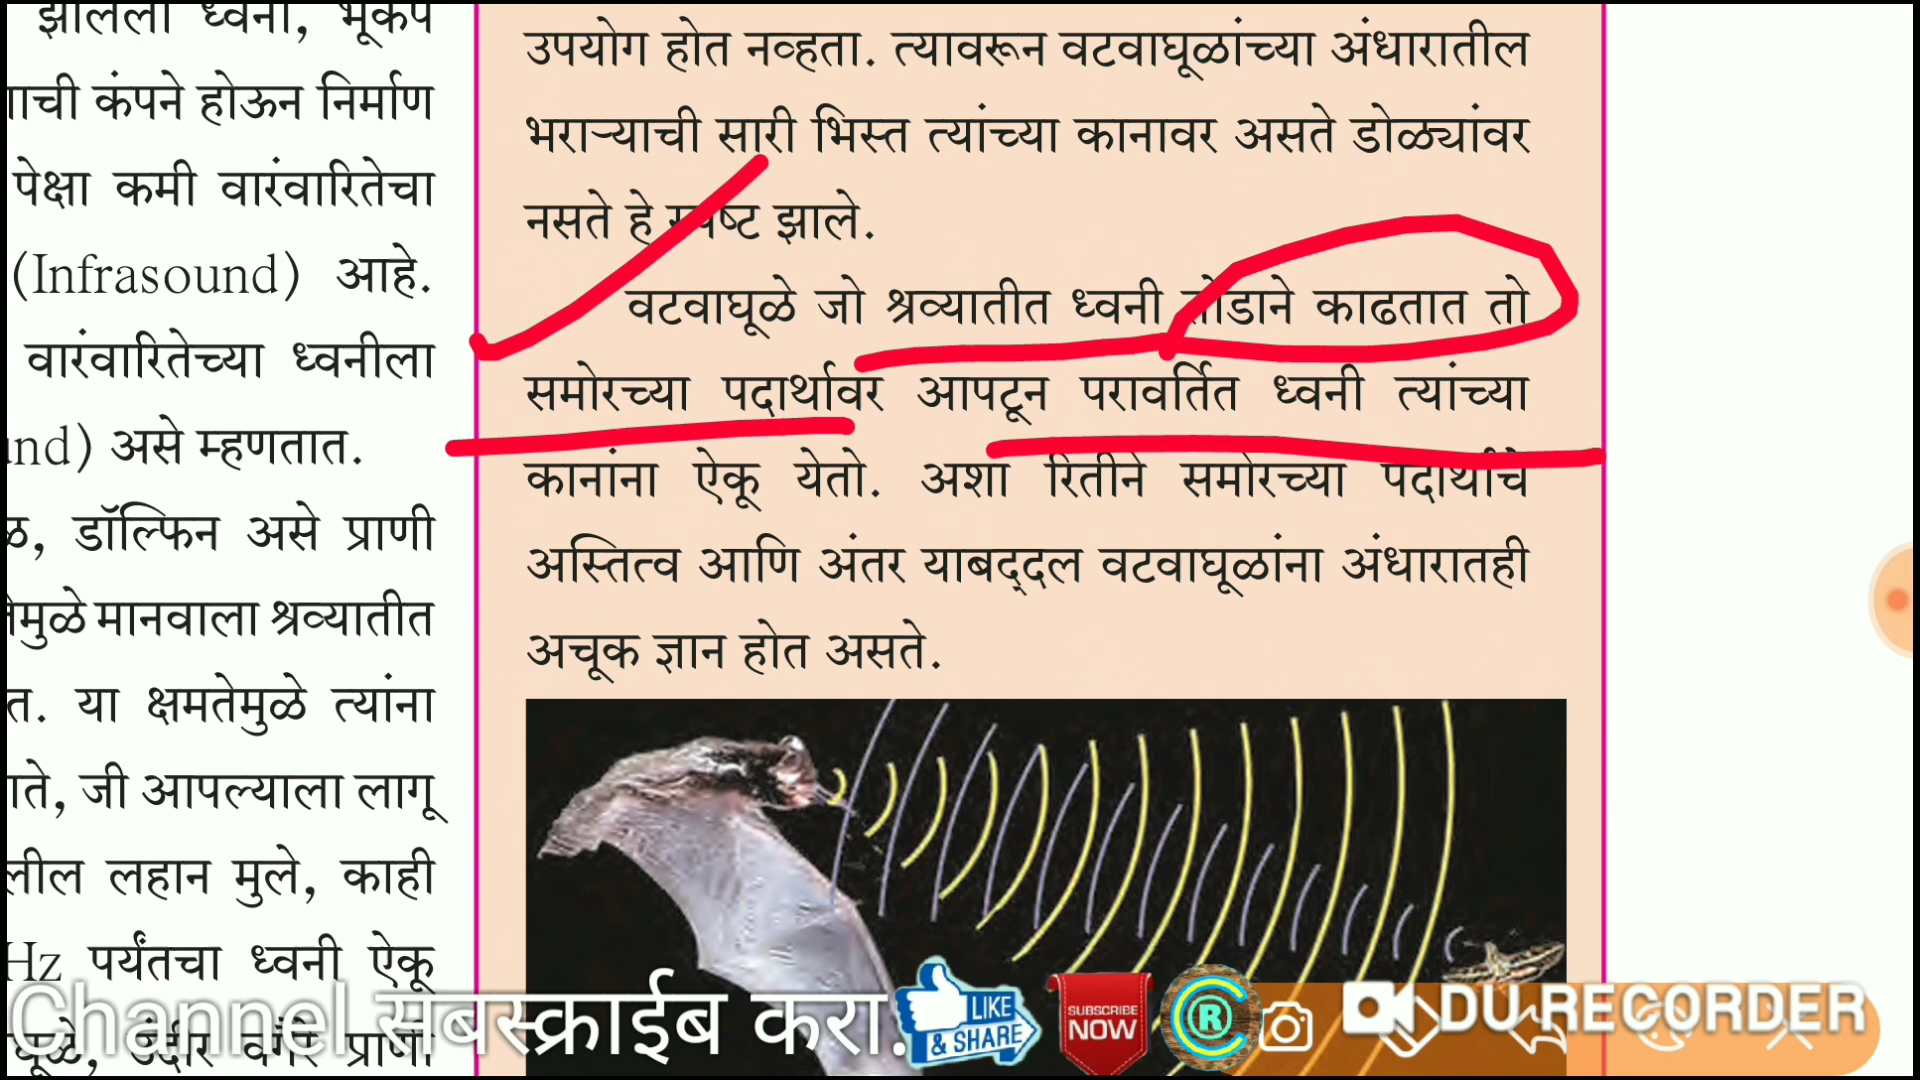 झालेला ध्वनी, भूकंप
कंपने होऊन निर्माण
पेक्षा कमी वारंवारितेचा
(Infrasound) आहे.
वारंवारितेच्या ध्वनीला
असे म्हणतात.
डॉल्फिन असे प्राणी
मानवाला श्रव्यातीत
या क्षमतेमुळे त्यांना
जी आपल्याला लागू
लहान मुले, काही
Hz पर्यंतचा ध्वनी ऐकू
उंदीर वगैरे प्राणी
उपयोग होत नव्हता. त्यावरून वटवाघूळांच्या अंधारातील
भराऱ्याची सारी भिस्त त्यांच्या कानावर असते डोळ्यांवर
नसते हे स्पष्ट झाले.
वटवाघूळे जो श्रव्यातीत ध्वनी तोंडाने काढतात तो
समोरच्या पदार्थावर आपटून परावर्तित ध्वनी त्यांच्या
कानांना ऐकू येतो. अशा रितीने समोरच्या पदार्थाचे
अस्तित्व आणि अंतर याबद्दल वटवाघूळांना अंधारातही
अचूक ज्ञान होत असते.
Channel सबस्क्राईब करा.
LIKE
& SHARE
SUBSCRIBE
NOW
R
DU RECORDER